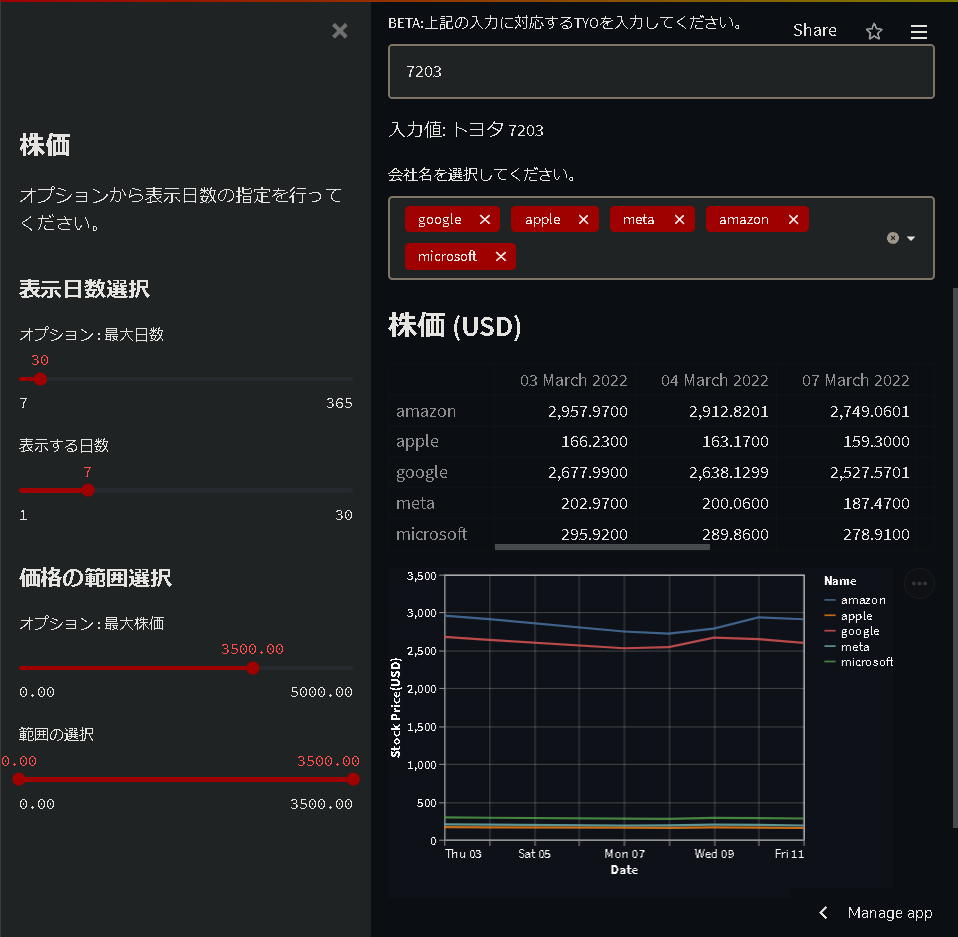 株価
オプションから表示日数の指定を行って
ください。
表示日数選択
オプション:最大日数
30
7 365
表示する日数
7
1 30
価格の範囲選択
オプション:最大株価
3500.00
0.00 5000.00
範囲の選択
0.00 3500.00
0.00 3500.00
Share
BETA:上記の入力に対応するTYOを入力してください。
7203
入力値: トヨタ 7203
会社名を選択してください。
google apple meta amazon
microsoft
株価 (USD)
03 March 2022 04 March 2022 07 March 2022
amazon 2,957.9700 2,912.8201 2,749.0601
apple 166.2300 163.1700 159.3000
google 2,677.9900 2,638.1299 2,527.5701
meta 202.9700 200.0600 187.4700
microsoft 295.9200 289.8600 278.9100
Stock Price(USD)
3,500
3,000
2,500
2,000
1,500
1,000
500
0
Thu 03 Sat 05 Mon 07 Wed 09 Fri 11
Date
Name
amazon
apple
google
meta
microsoft
Manage app